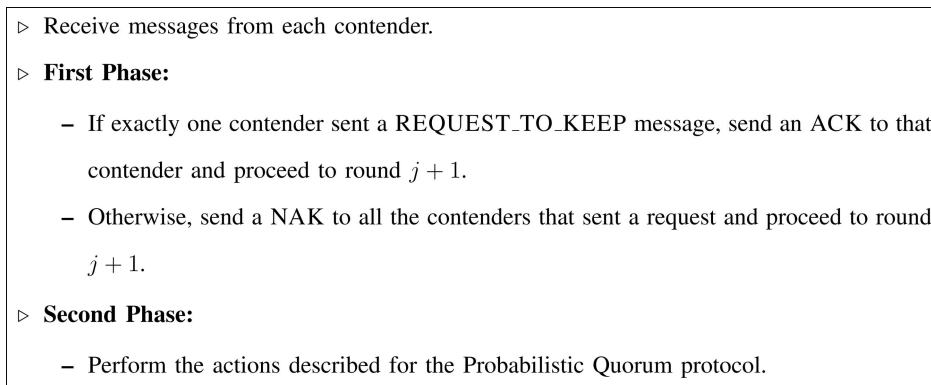 ▷ Receive messages from each contender.
▷ First Phase:
– If exactly one contender sent a REQUEST_TO_KEEP message, send an ACK to that
contender and proceed to round j + 1.
– Otherwise, send a NAK to all the contenders that sent a request and proceed to round
j + 1.
▷ Second Phase:
– Perform the actions described for the Probabilistic Quorum protocol.